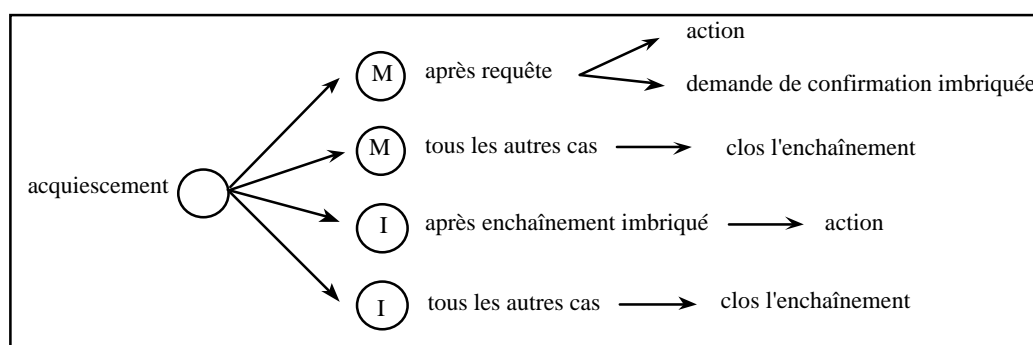 action
M après requête
demande de confirmation imbriquée
M tous les autres cas clos l'enchaînement
acquiescement
I après enchaînement imbriqué action
I tous les autres cas clos l'enchaînement